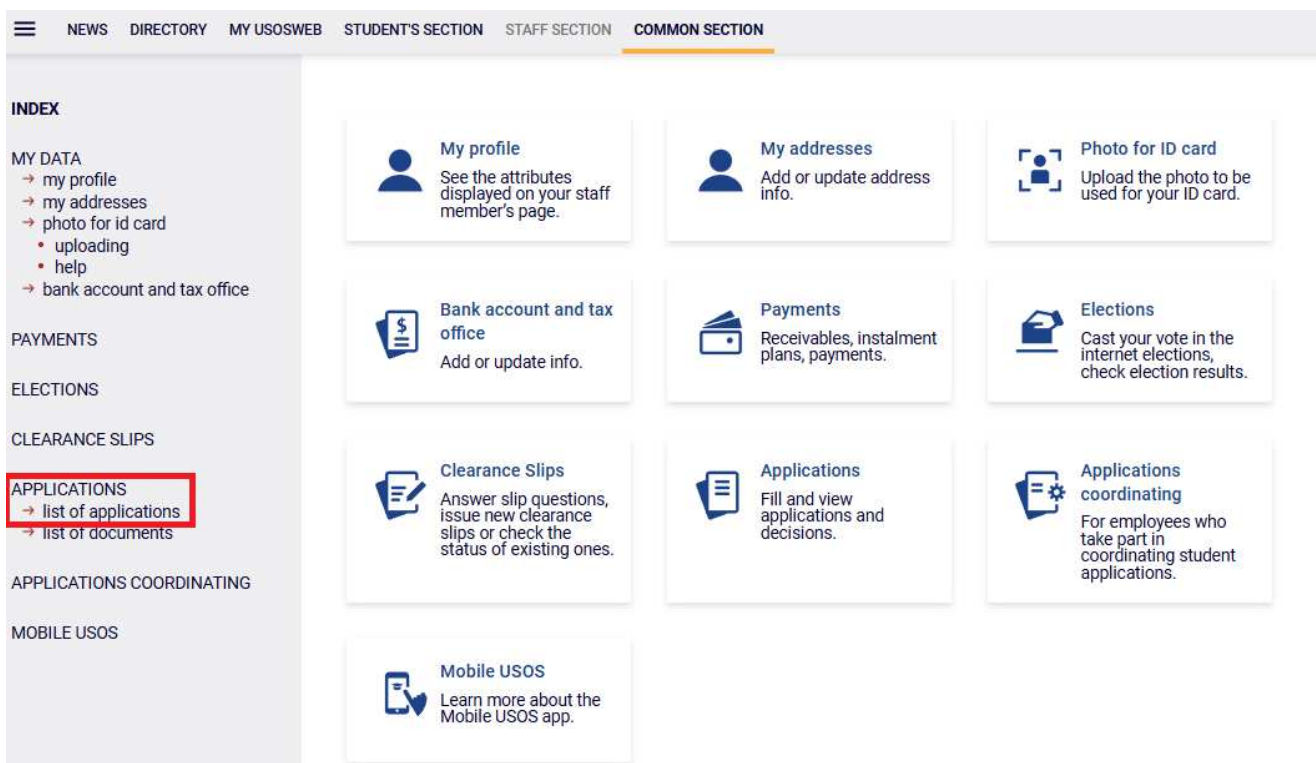 NEWS DIRECTORY MY USOSWEB STUDENT'S SECTION STAFF SECTION COMMON SECTION
INDEX
MY DATA
→ my profile
→ my addresses
→ photo for id card
• uploading
• help
→ bank account and tax office
PAYMENTS
ELECTIONS
CLEARANCE SLIPS
APPLICATIONS
→ list of applications
→ list of documents
APPLICATIONS COORDINATING
MOBILE USOS
My profile
See the attributes
displayed on your staff
member's page.
My addresses
Add or update address
info.
Photo for ID card
Upload the photo to be
used for your ID card.
Bank account and tax
office
Add or update info.
Payments
Receivables, instalment
plans, payments.
Elections
Cast your vote in the
internet elections,
check election results.
Clearance Slips
Answer slip questions,
issue new clearance
slips or check the
status of existing ones.
Applications
Fill and view
applications and
decisions.
Applications
coordinating
For employees who
take part in
coordinating student
applications.
Mobile USOS
Learn more about the
Mobile USOS app.